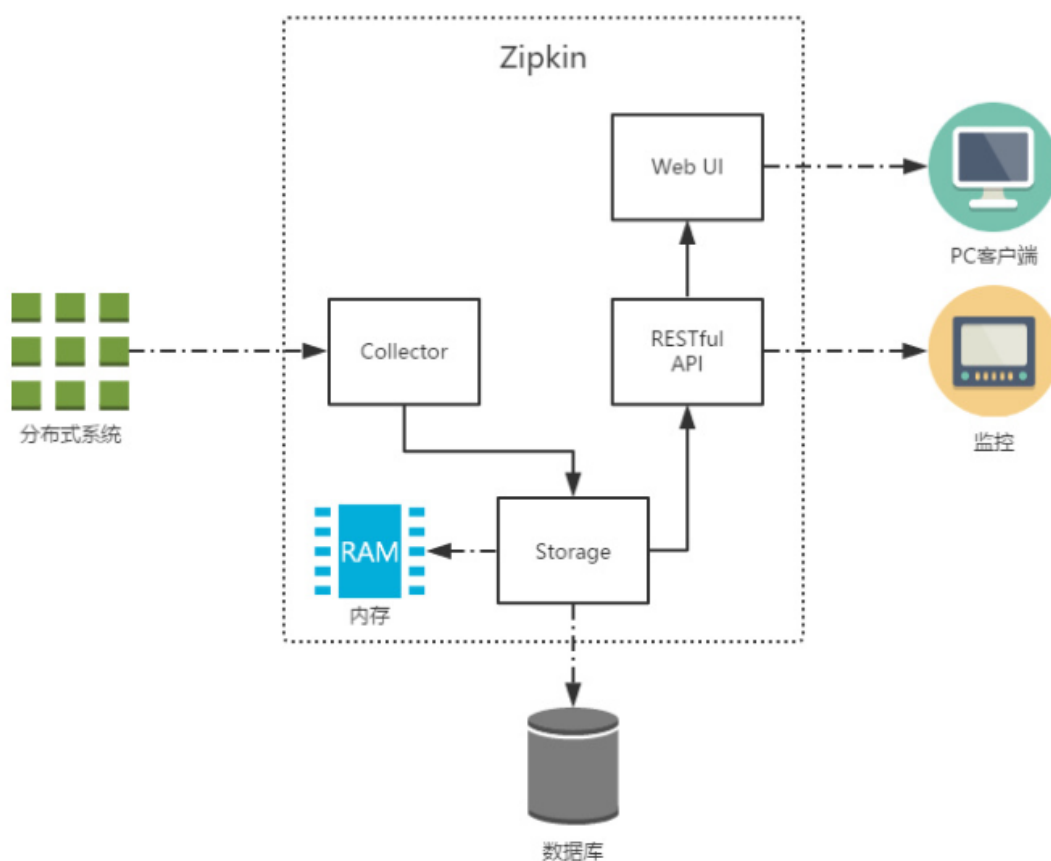 Zipkin
Web UI
PC客户端
Collector
RESTful
API
分布式系统
监控
RAM
Storage
内存
数据库